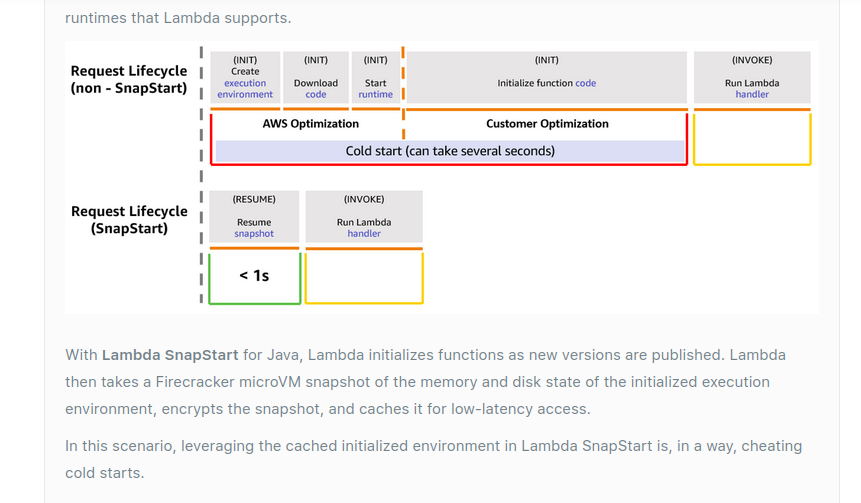 runtimes that Lambda supports.
Request Lifecycle
(non - SnapStart)
(INIT)
Create
execution
environment
(INIT)
Download
code
(INIT)
Start
runtime
(INIT)
Initialize function code
(INVOKE)
Run Lambda
handler
AWS Optimization
Customer Optimization
Cold start (can take several seconds)
Request Lifecycle
(SnapStart)
(RESUME)
Resume
snapshot
(INVOKE)
Run Lambda
handler
< 1s
With Lambda SnapStart for Java, Lambda initializes functions as new versions are published. Lambda
then takes a Firecracker microVM snapshot of the memory and disk state of the initialized execution
environment, encrypts the snapshot, and caches it for low-latency access.
In this scenario, leveraging the cached initialized environment in Lambda SnapStart is, in a way, cheating
cold starts.